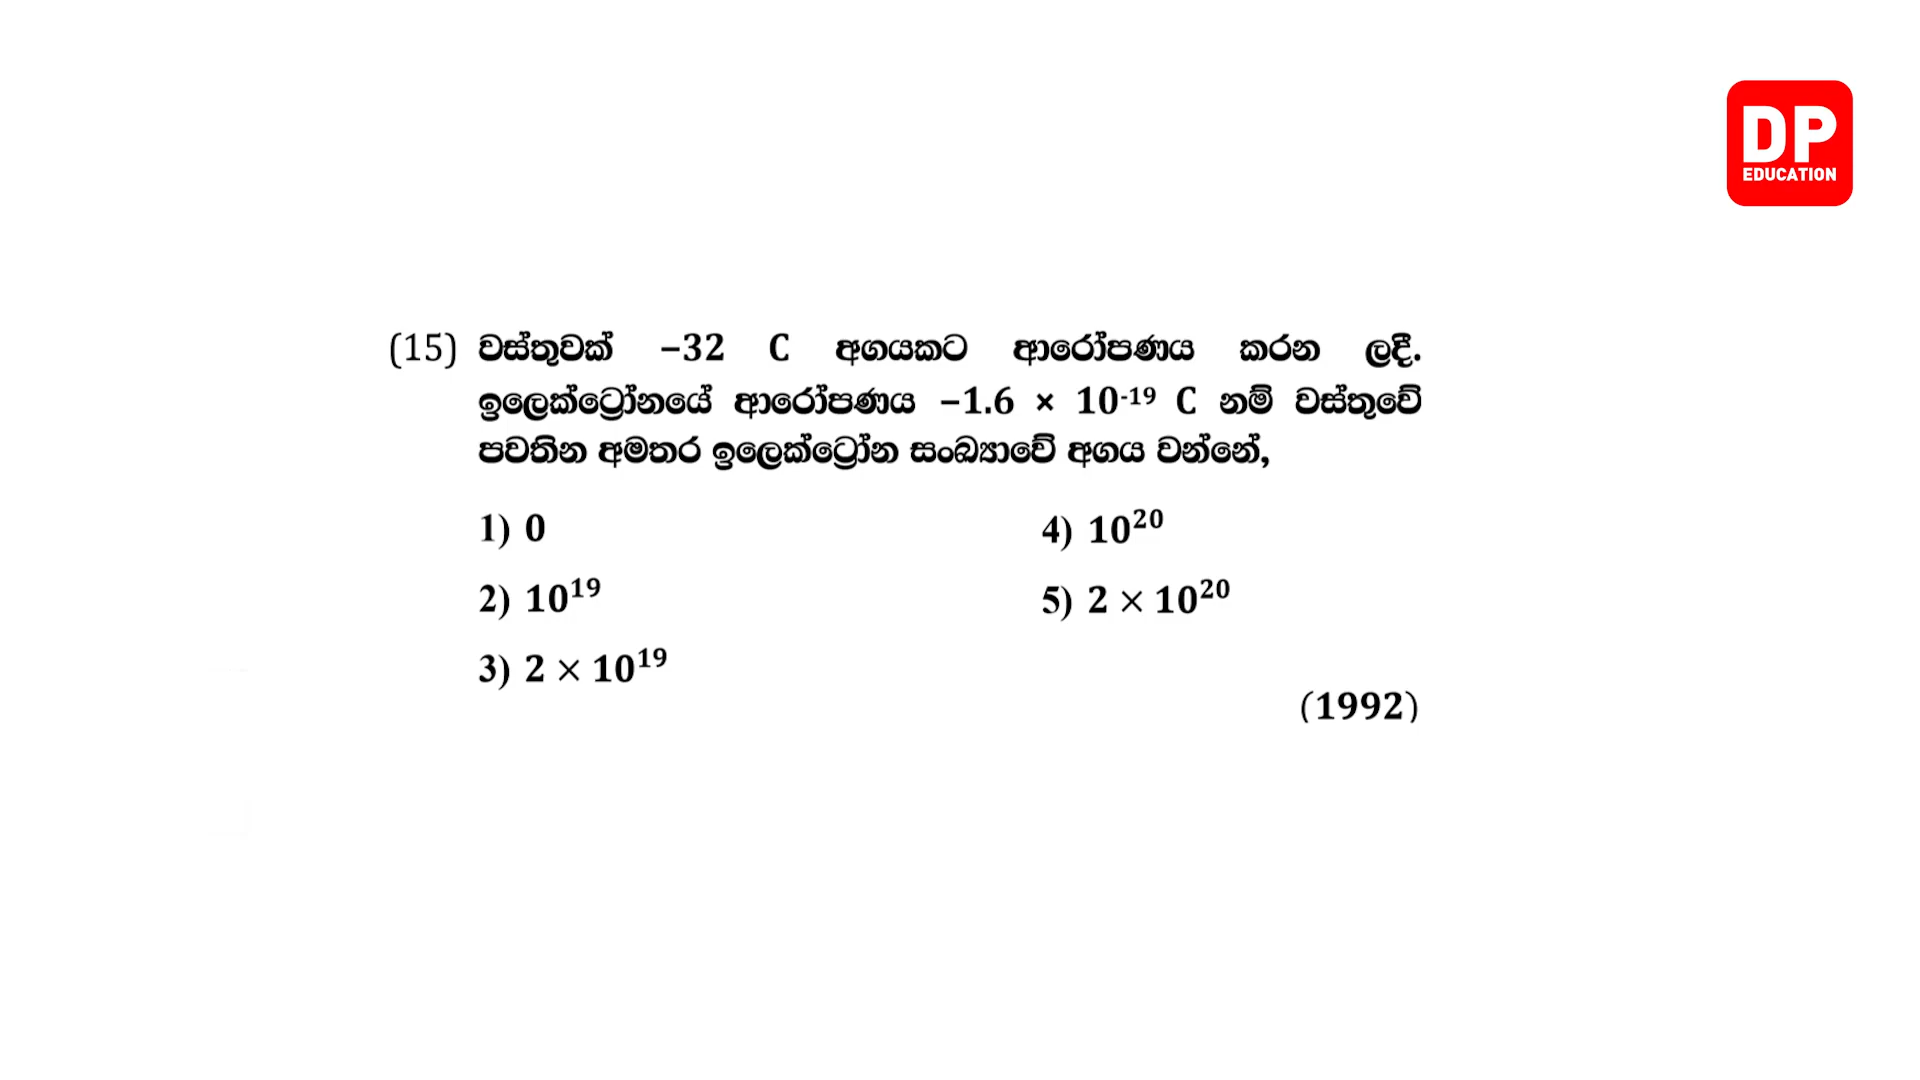 DP
EDUCATION
(15) වස්තුවක් −32 C අගයකට ආරෝපණය කරන ලදී.
ඉලෙක්ට්‍රෝනයේ ආරෝපණය −1.6 × 10⁻¹⁹ C නම් වස්තුවේ
පවතින අමතර ඉලෙක්ට්‍රෝන සංඛ්‍යාවේ අගය වන්නේ,
1) 0 4) 10²⁰
2) 10¹⁹ 5) 2 × 10²⁰
3) 2 × 10¹⁹
(1992)